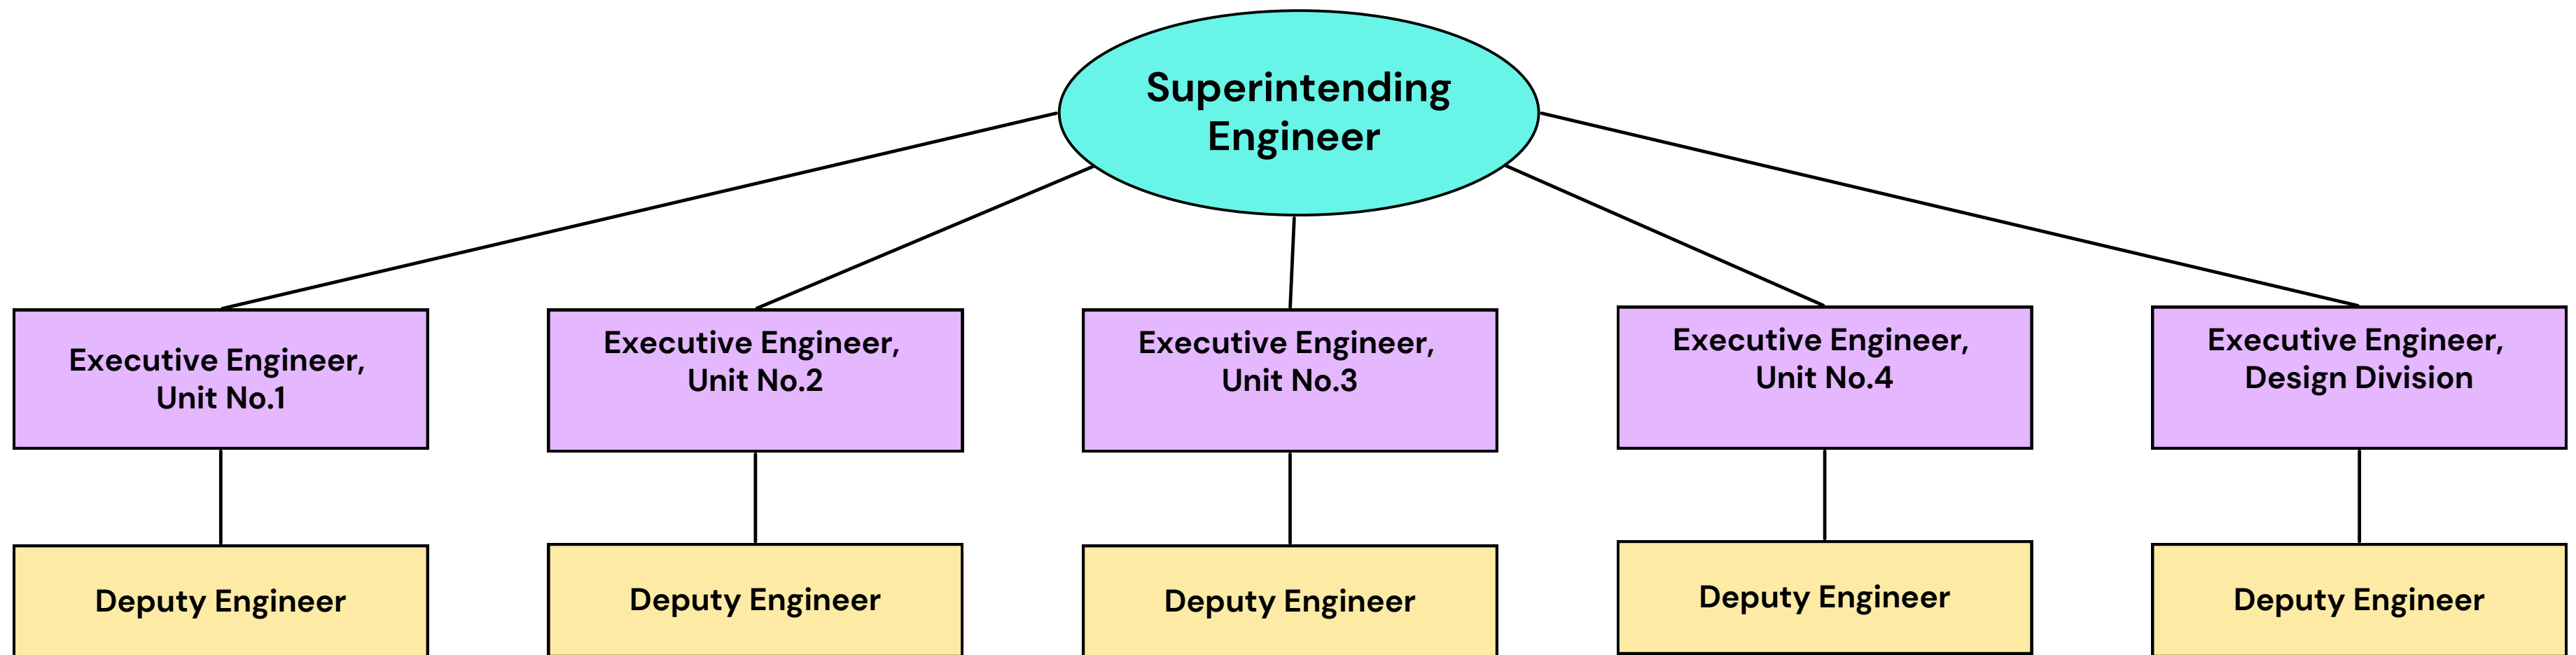 Superintending
Engineer
Executive Engineer,
Unit No.1
Executive Engineer,
Unit No.2
Executive Engineer,
Unit No.3
Executive Engineer,
Unit No.4
Executive Engineer,
Design Division
Deputy Engineer
Deputy Engineer
Deputy Engineer
Deputy Engineer
Deputy Engineer